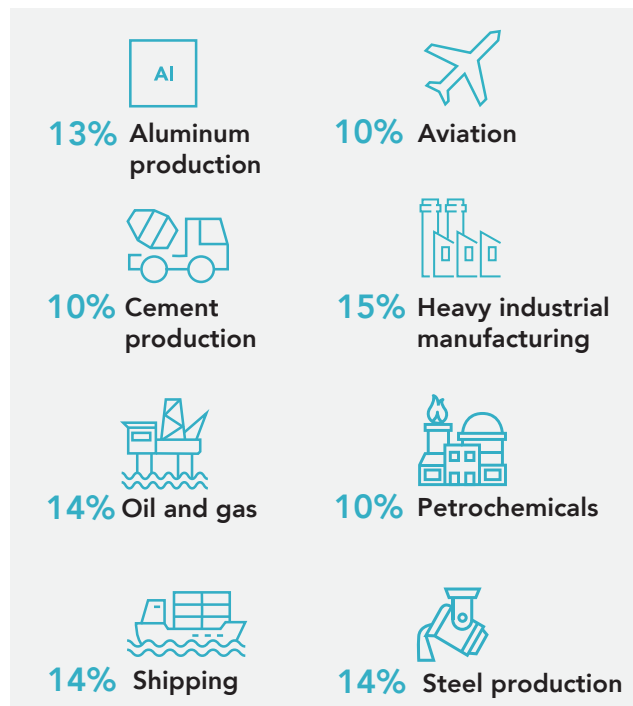 Al
13% Aluminum
production
10% Aviation
10% Cement
production
15% Heavy industrial
manufacturing
14% Oil and gas
10% Petrochemicals
14% Shipping
14% Steel production